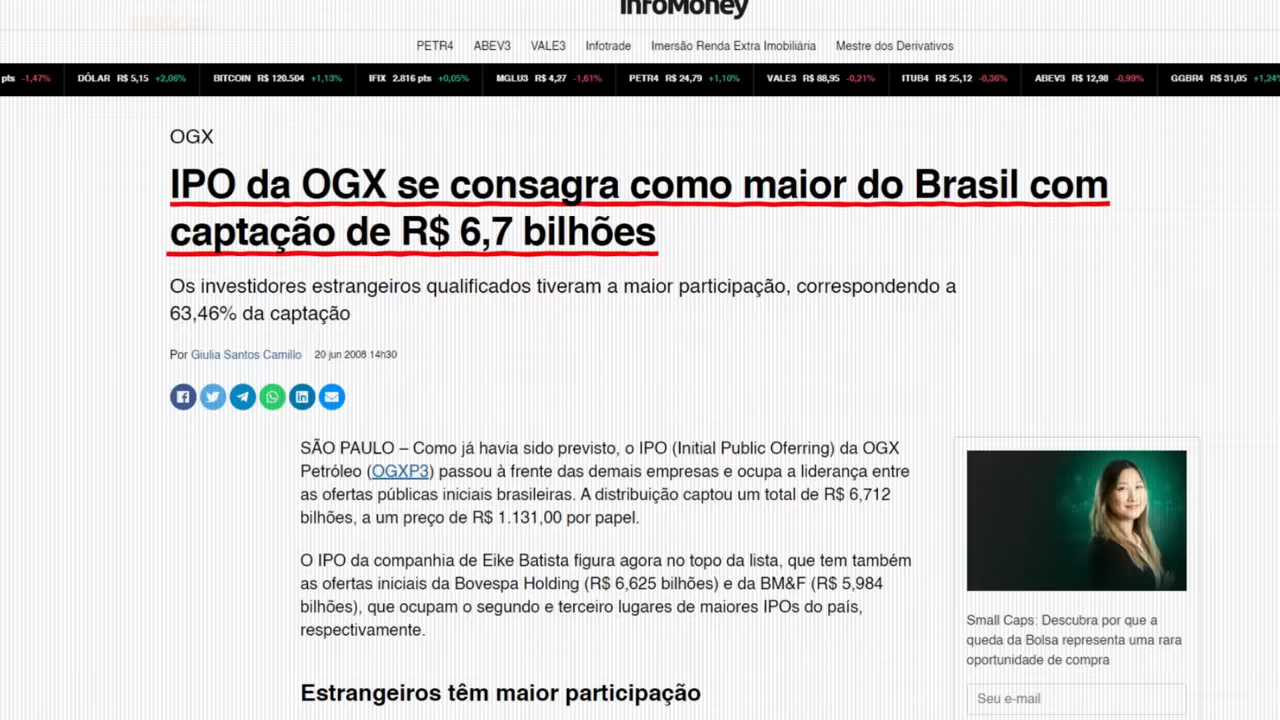 InfoMoney
PETR4 ABEV3 VALE3 Infotrade Imersão Renda Extra Imobiliária Mestre dos Derivativos
pts -1,47% DÓLAR R$ 5,15 +2,06% BITCOIN R$ 120.504 +1,13% IFIX 2.816 pts +0,05% MGLU3 R$ 4,27 -1,61% PETR4 R$ 24,79 +1,10% VALE3 R$ 88,95 -0,21% ITUB4 R$ 25,12 -0,36% ABEV3 R$ 12,98 -0,99% GGBR4 R$ 31,05 +1,24%
OGX
IPO da OGX se consagra como maior do Brasil com
captação de R$ 6,7 bilhões
Os investidores estrangeiros qualificados tiveram a maior participação, correspondendo a
63,46% da captação
Por Giulia Santos Camillo 20 jun 2008 14h30
SÃO PAULO – Como já havia sido previsto, o IPO (Initial Public Oferring) da OGX
Petróleo (OGXP3) passou à frente das demais empresas e ocupa a liderança entre
as ofertas públicas iniciais brasileiras. A distribuição captou um total de R$ 6,712
bilhões, a um preço de R$ 1.131,00 por papel.
O IPO da companhia de Eike Batista figura agora no topo da lista, que tem também
as ofertas iniciais da Bovespa Holding (R$ 6,625 bilhões) e da BM&F (R$ 5,984
bilhões), que ocupam o segundo e terceiro lugares de maiores IPOs do país,
respectivamente.
Estrangeiros têm maior participação
Small Caps: Descubra por que a
queda da Bolsa representa uma rara
oportunidade de compra
Seu e-mail